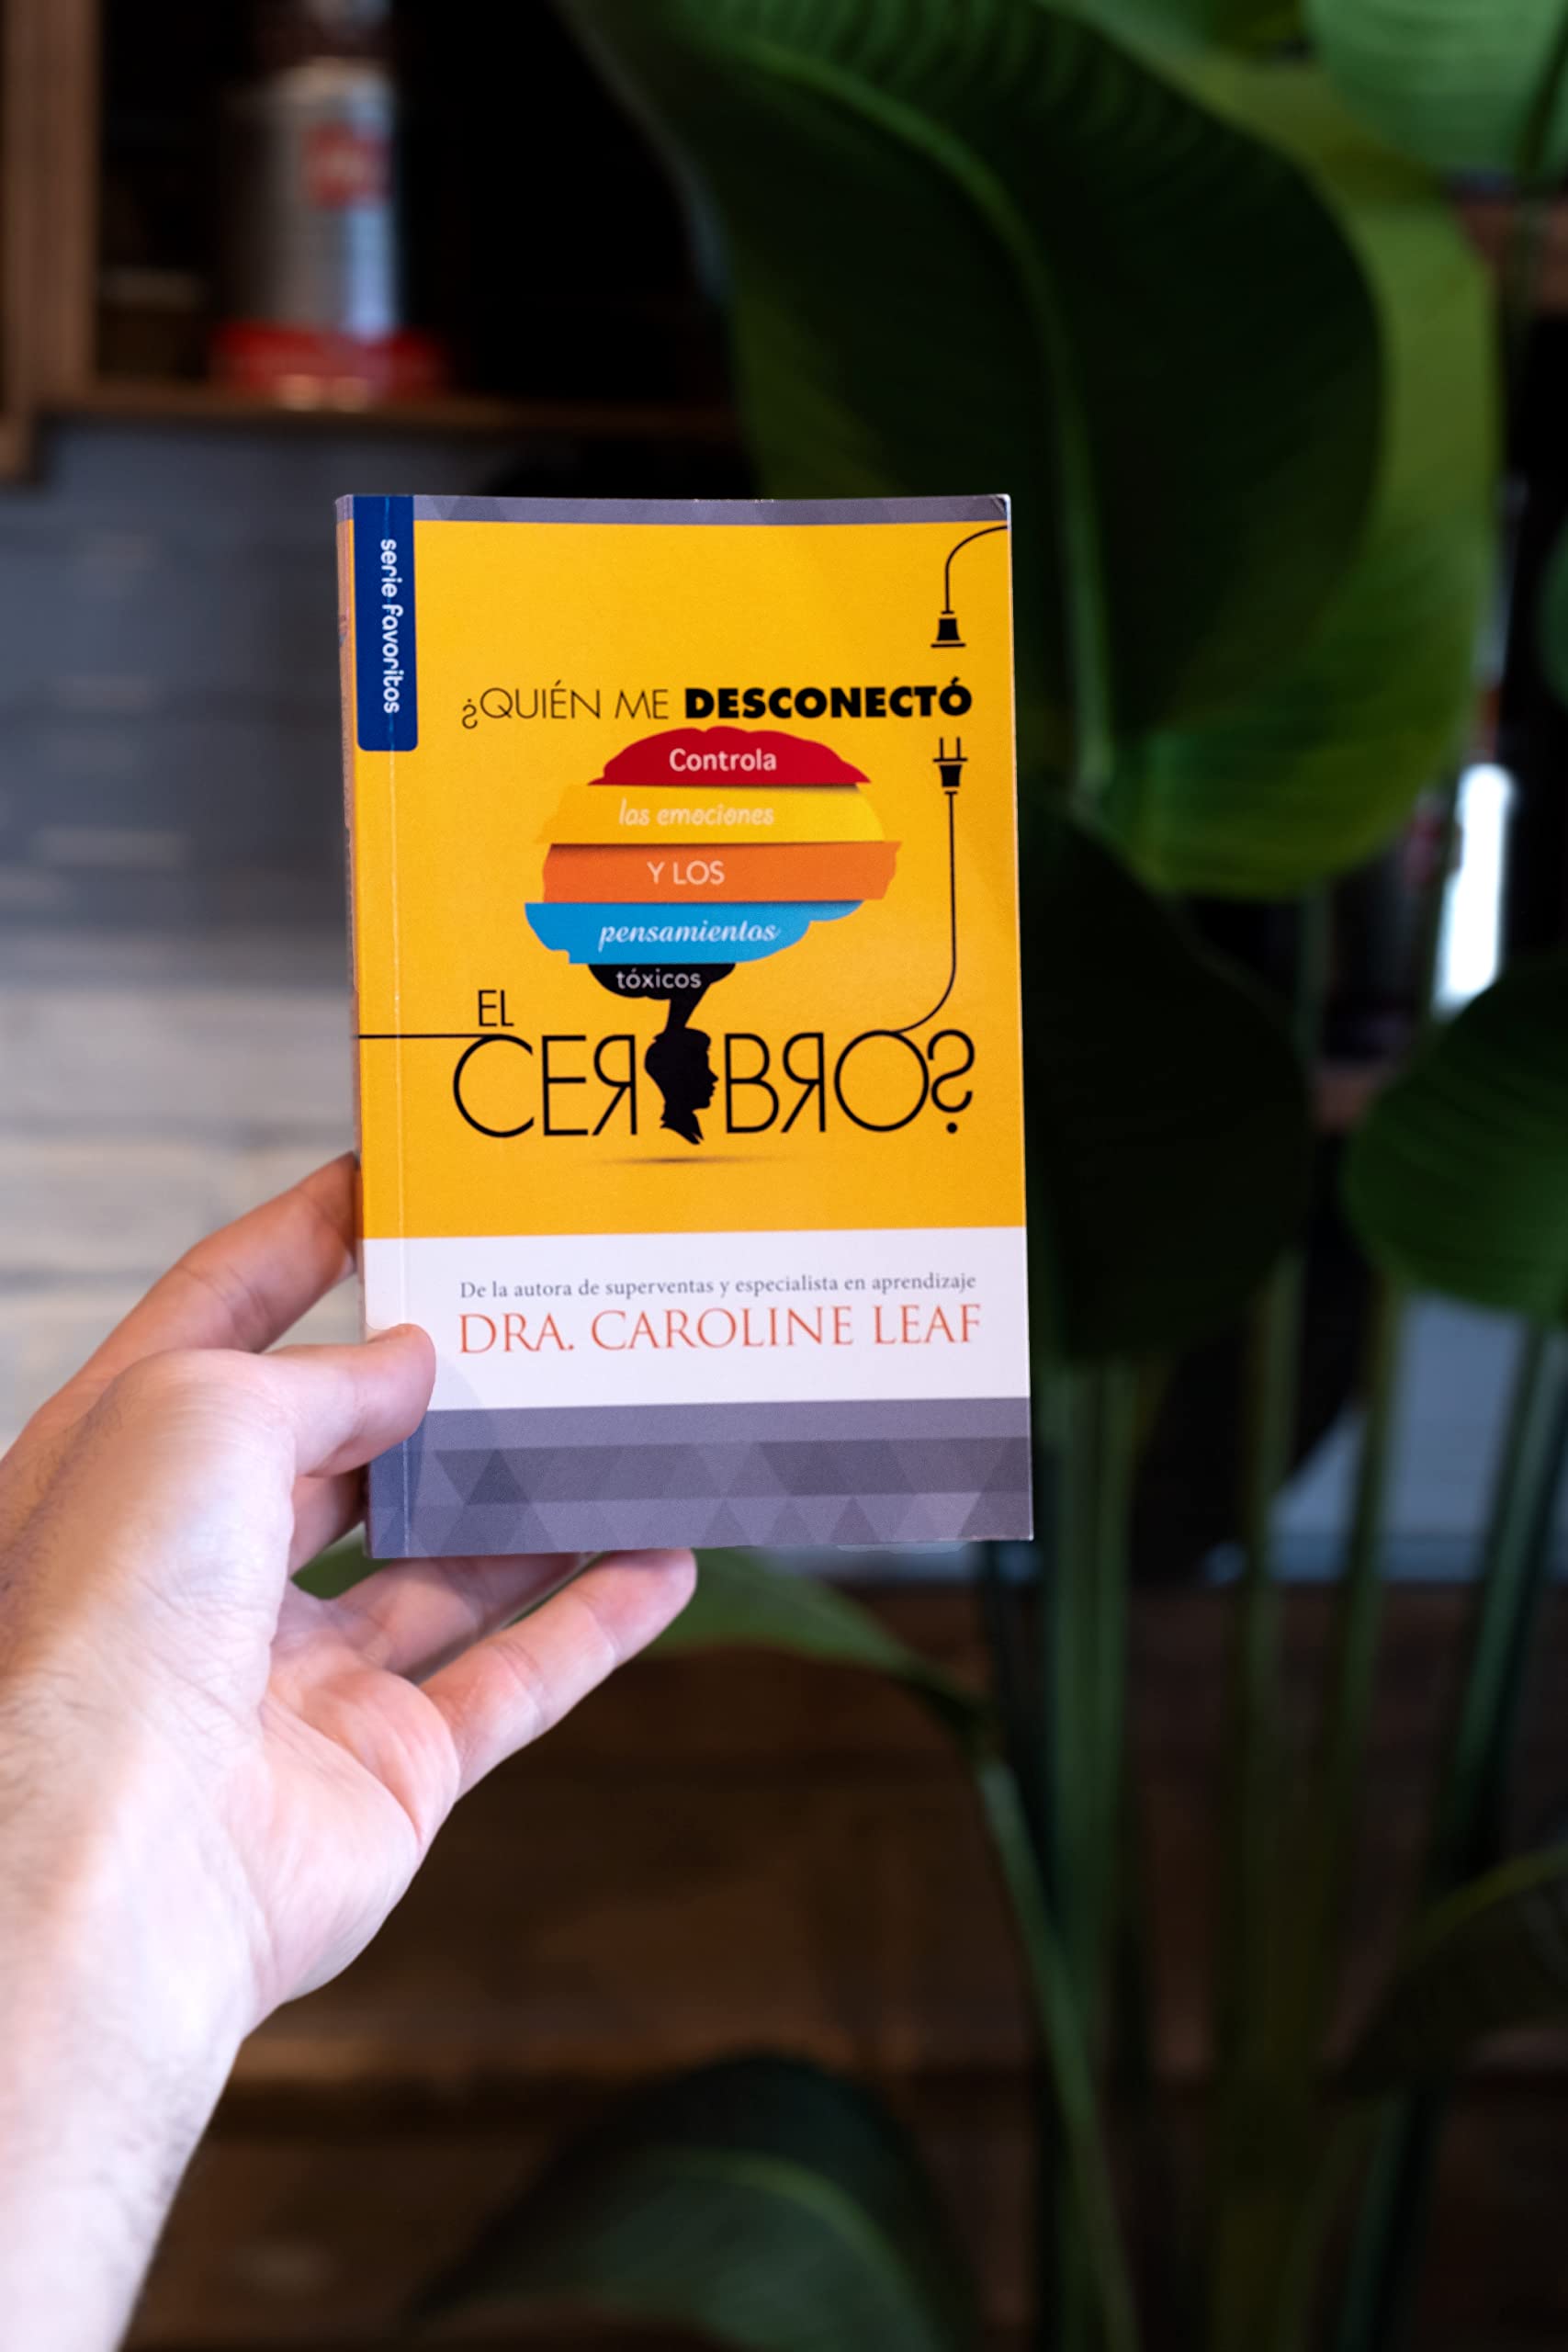 serie favoritos
¿QUIÉN ME DESCONECTÓ
Controla
las emociones
Y LOS
pensamientos
tóxicos
EL
CEREBRO?
De la autora de superventas y especialista en aprendizaje
DRA. CAROLINE LEAF